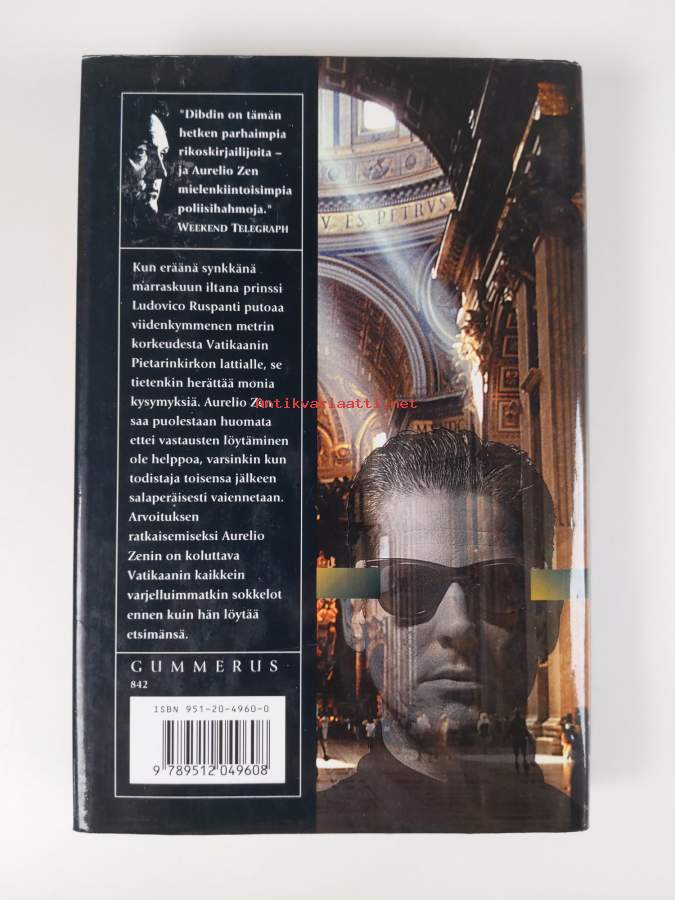 "Dibdin on tämän
hetken parhaimpia
rikoskirjailijoita –
ja Aurelio Zen
mielenkiintoisimpia
poliisihahmoja."
WEEKEND TELEGRAPH
Kun eräänä synkkänä
marraskuun iltana prinssi
Ludovico Ruspanti putoaa
viidenkymmenen metrin
korkeudesta Vatikaanin
Pietarinkirkon lattialle, se
tietenkin herättää monia
kysymyksiä. Aurelio Zen
saa puolestaan huomata
ettei vastausten löytäminen
ole helppoa, varsinkin kun
todistaja toisensa jälkeen
salaperäisesti vaiennetaan.
Arvoituksen
ratkaisemiseksi Aurelio
Zenin on koluttava
Vatikaanin kaikkein
varjelluimmatkin sokkelot
ennen kuin hän löytää
etsimänsä.
GUMMERUS
842
ISBN 951-20-4960-0
9 789512 049608
V. ES. PETRVS
Antikvariaatti.net